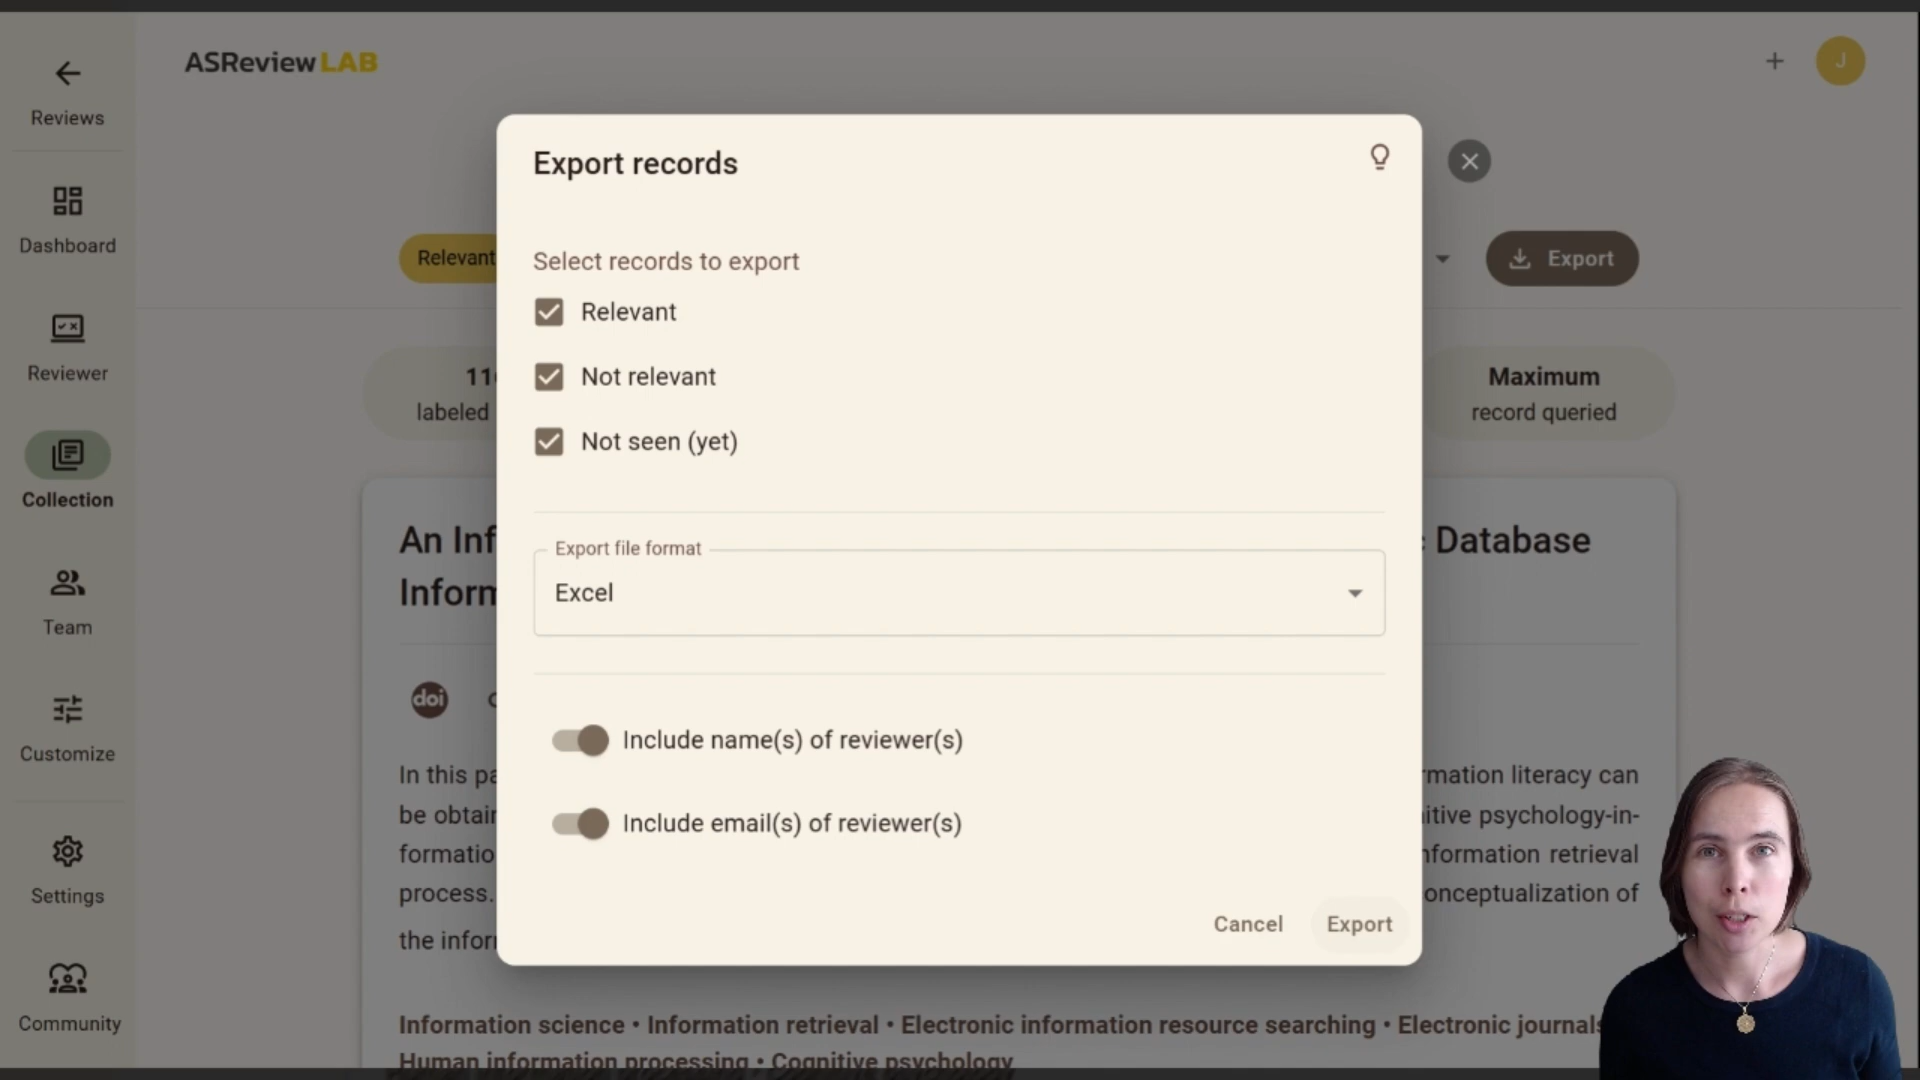 Reviews
Dashboard
Reviewer
Collection
Team
Customize
Settings
Community
ASReview LAB
J
Relevant
Export
labeled
Maximum
record queried
Export records
Select records to export
Relevant
Not relevant
Not seen (yet)
Export file format
Excel
Include name(s) of reviewer(s)
Include email(s) of reviewer(s)
Cancel
Export
An Inf
Database
Inform
doi
In this pa
rmation literacy can
be obtain
itive psychology-in-
formatio
nformation retrieval
process.
onceptualization of
the infor
Information science • Information retrieval • Electronic information resource searching • Electronic journals
Human information processing • Cognitive psychology